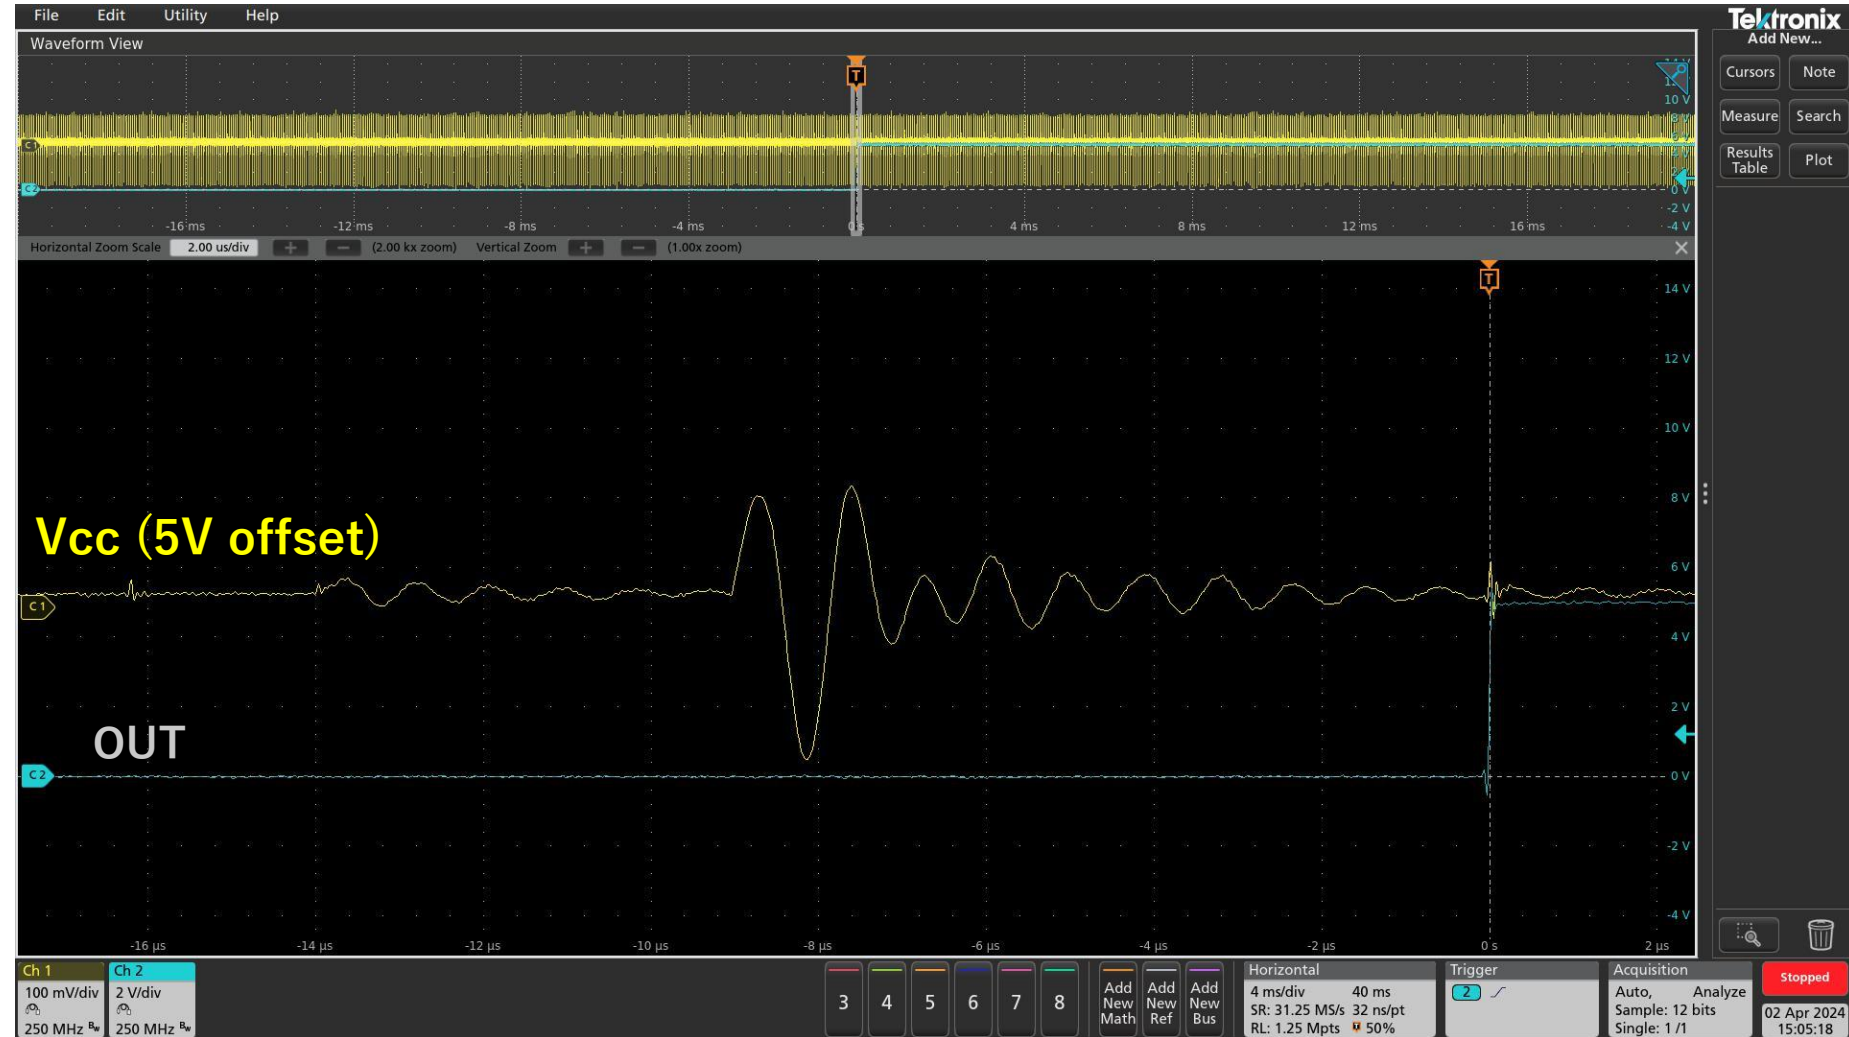 File Edit Utility Help
Tektronix
Waveform View
Add New...
Cursors Note
Measure Search
Results Table Plot
T
10 V
8 V
0 V
-2 V
-4 V
C1
C2
-16 ms -12 ms -8 ms -4 ms 0 s 4 ms 8 ms 12 ms 16 ms
Horizontal Zoom Scale 2.00 us/div + − (2.00 kx zoom) Vertical Zoom + − (1.00x zoom) ×
T
14 V
12 V
10 V
8 V
Vcc (5V offset)
6 V
C 1
4 V
2 V
OUT
C 2
0 V
-2 V
-4 V
-16 µs -14 µs -12 µs -10 µs -8 µs -6 µs -4 µs -2 µs 0 s 2 µs
Ch 1
100 mV/div
250 MHz Bw
Ch 2
2 V/div
250 MHz Bw
3 4 5 6 7 8
Add New Math
Add New Ref
Add New Bus
Horizontal
4 ms/div 40 ms
SR: 31.25 MS/s 32 ns/pt
RL: 1.25 Mpts 50%
Trigger
2
Acquisition
Auto, Analyze
Sample: 12 bits
Single: 1 /1
Stopped
02 Apr 2024
15:05:18